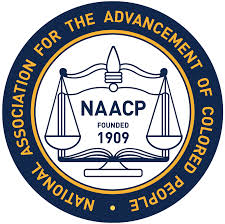 NATIONAL ASSOCIATION FOR THE ADVANCEMENT OF COLORED PEOPLE •
NAACP
FOUNDED
1909